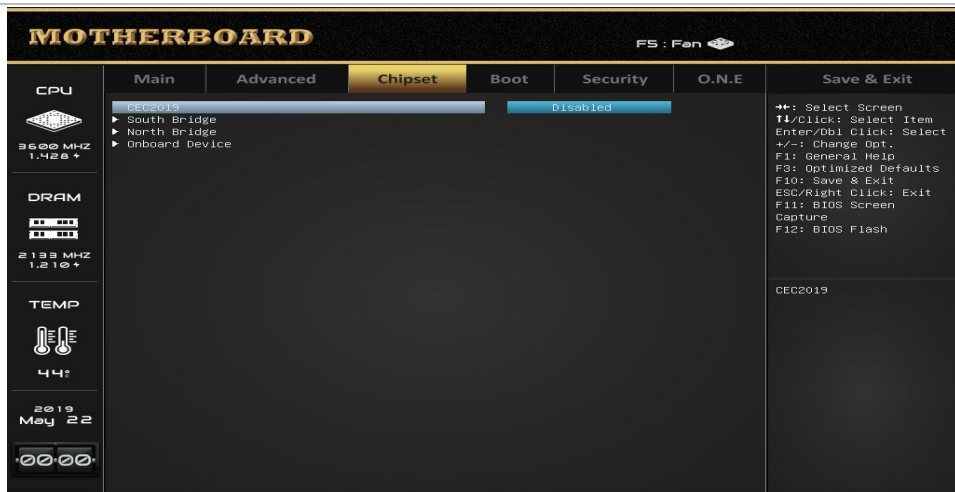 MOTHERBOARD
F5 : Fan
Main Advanced Chipset Boot Security O.N.E Save & Exit
CPU
3600 MHZ
1.428
DRAM
2133 MHZ
1.210
TEMP
44
2019
May 22
00:00
CEC2019 Disabled
South Bridge
North Bridge
Onboard Device
→←: Select Screen
↑↓/Click: Select Item
Enter/Dbl Click: Select
+/-: Change Opt.
F1: General Help
F3: Optimized Defaults
F10: Save & Exit
ESC/Right Click: Exit
F11: BIOS Screen
Capture
F12: BIOS Flash
CEC2019